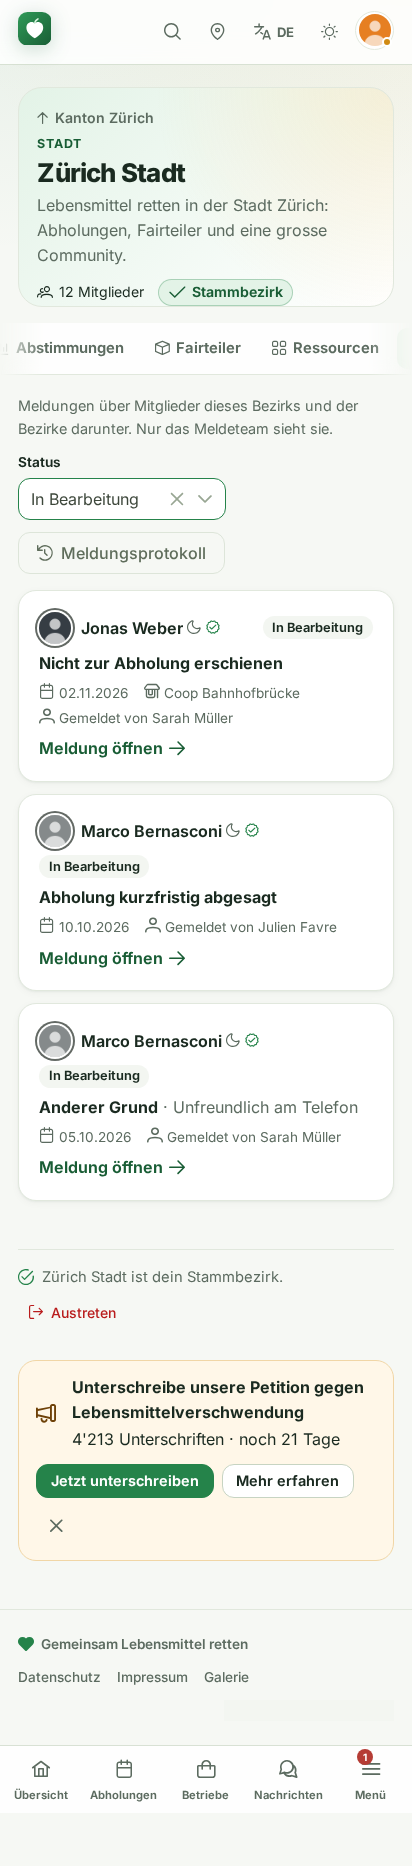 DE
Kanton Zürich
STADT
Zürich Stadt
Lebensmittel retten in der Stadt Zürich:
Abholungen, Fairteiler und eine grosse
Community.
12 Mitglieder Stammbezirk
Abstimmungen Fairteiler Ressourcen
Meldungen über Mitglieder dieses Bezirks und der
Bezirke darunter. Nur das Meldeteam sieht sie.
Status
In Bearbeitung
Meldungsprotokoll
Jonas Weber In Bearbeitung
Nicht zur Abholung erschienen
02.11.2026 Coop Bahnhofbrücke
Gemeldet von Sarah Müller
Meldung öffnen
Marco Bernasconi
In Bearbeitung
Abholung kurzfristig abgesagt
10.10.2026 Gemeldet von Julien Favre
Meldung öffnen
Marco Bernasconi
In Bearbeitung
Anderer Grund · Unfreundlich am Telefon
05.10.2026 Gemeldet von Sarah Müller
Meldung öffnen
Zürich Stadt ist dein Stammbezirk.
Austreten
Unterschreibe unsere Petition gegen
Lebensmittelverschwendung
4'213 Unterschriften · noch 21 Tage
Jetzt unterschreiben Mehr erfahren
Gemeinsam Lebensmittel retten
Datenschutz Impressum Galerie
1
Übersicht Abholungen Betriebe Nachrichten Menü